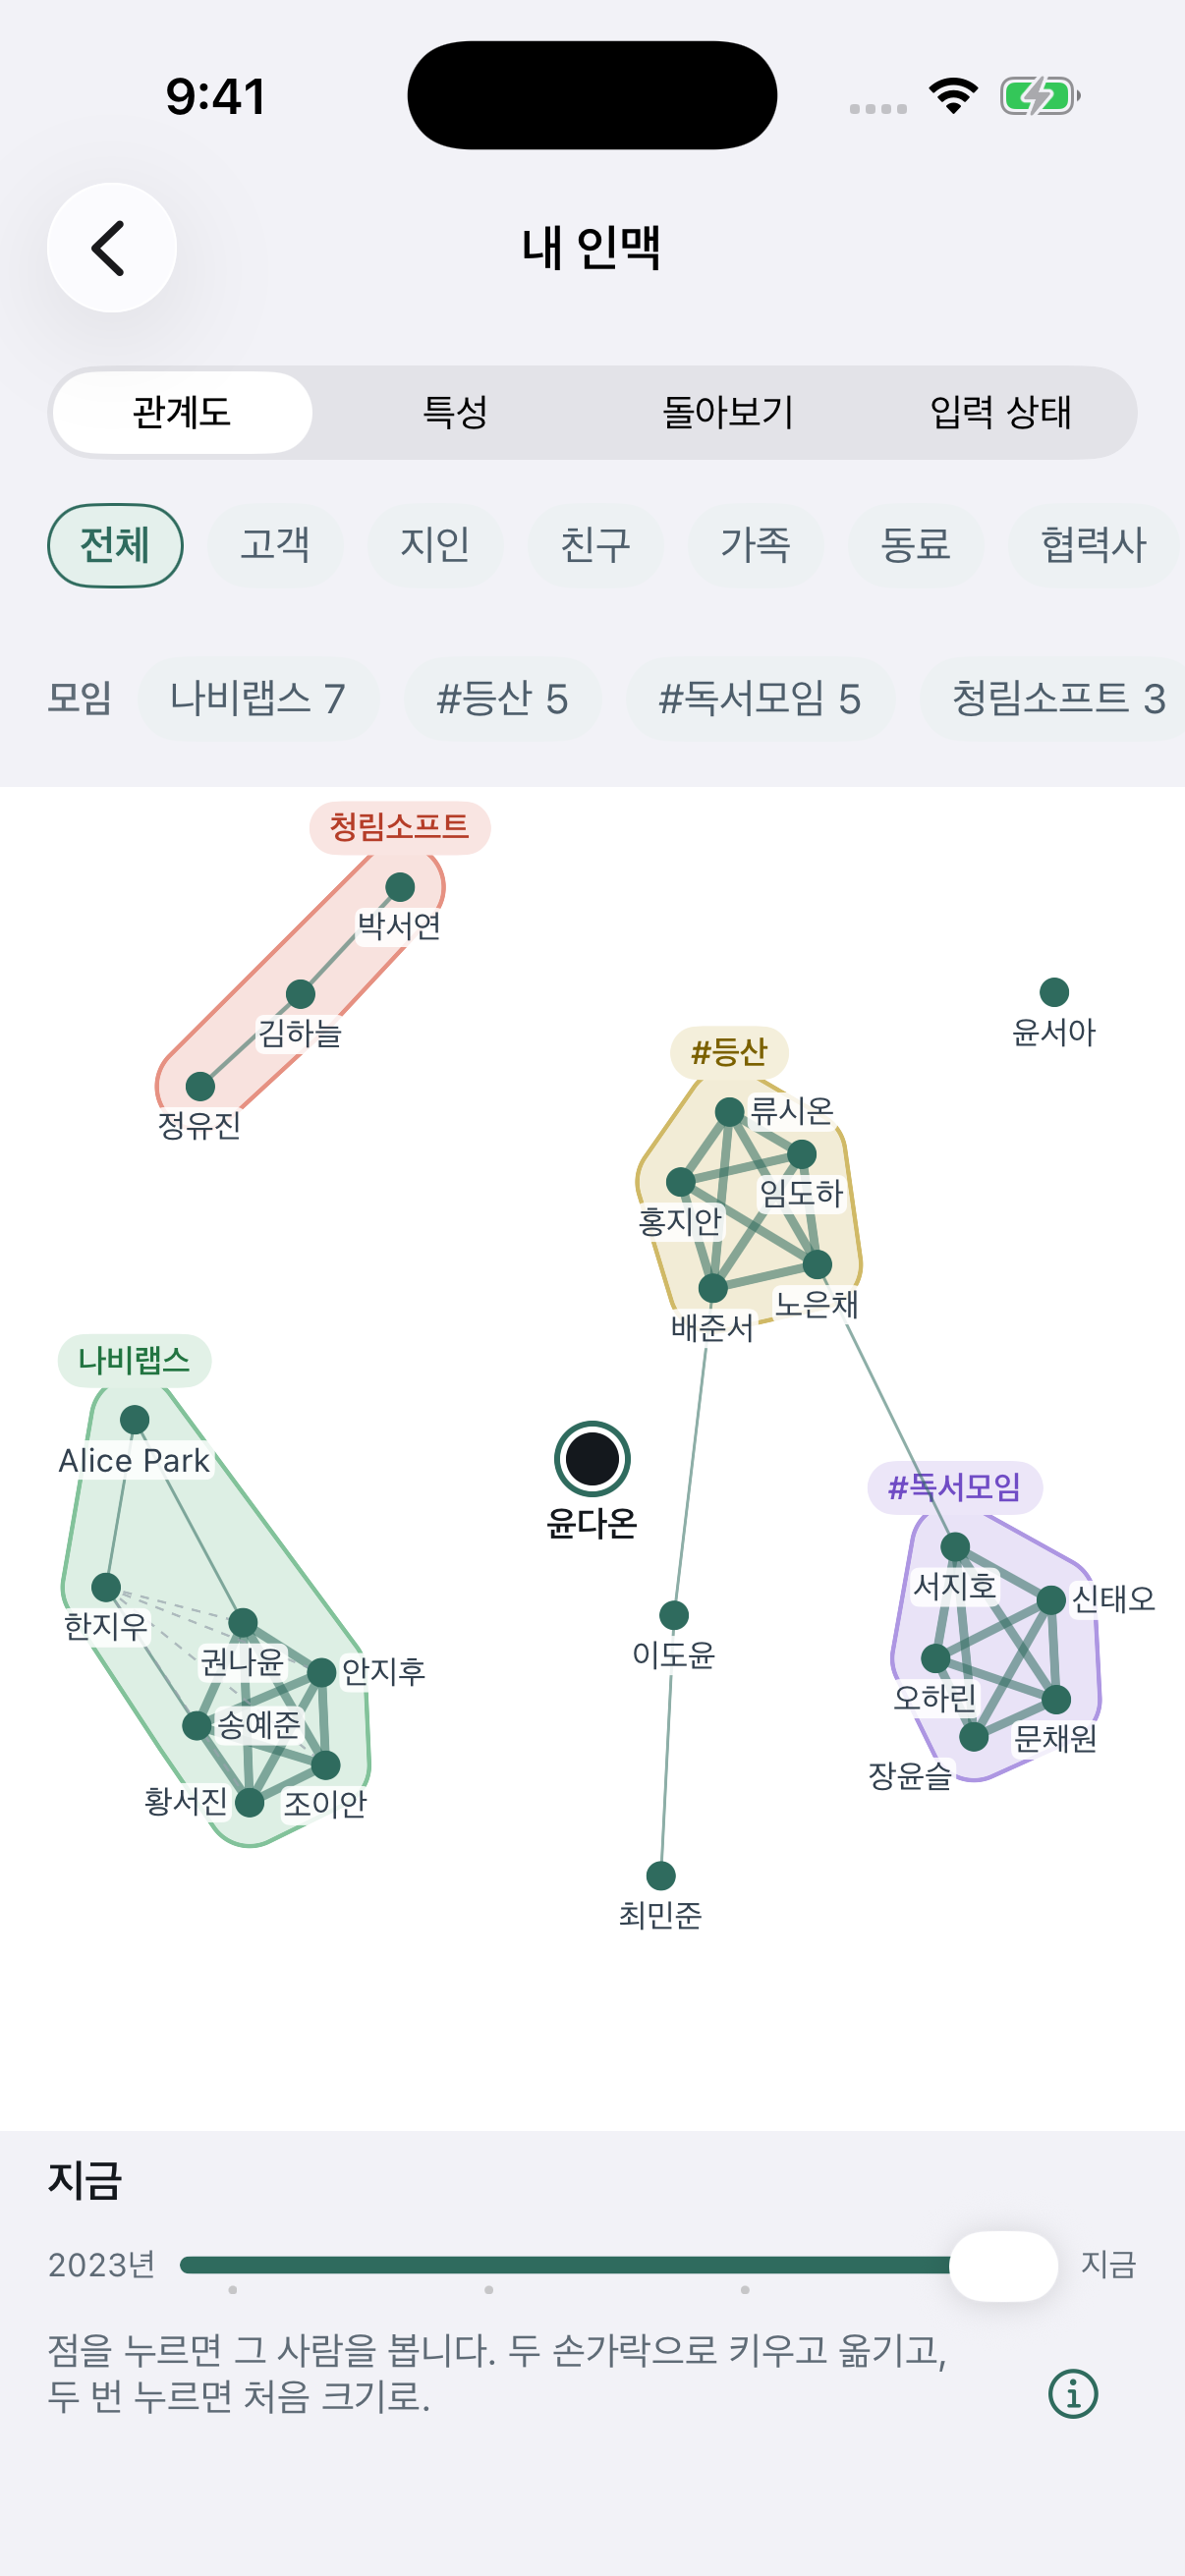 9:41
내 인맥
관계도 특성 돌아보기 입력 상태
전체 고객 지인 친구 가족 동료 협력사
모임 나비랩스 7 #등산 5 #독서모임 5 청림소프트 3
청림소프트
박서연
김하늘
윤서아
정유진
#등산
류시온
임도하
홍지안
노은채
배준서
나비랩스
Alice Park
윤다온
#독서모임
서지호
신태오
한지우
권나윤
안지후
이도윤
오하린
송예준
문채원
장윤슬
황서진
조이안
최민준
지금
2023년 지금
점을 누르면 그 사람을 봅니다. 두 손가락으로 키우고 옮기고,
두 번 누르면 처음 크기로.